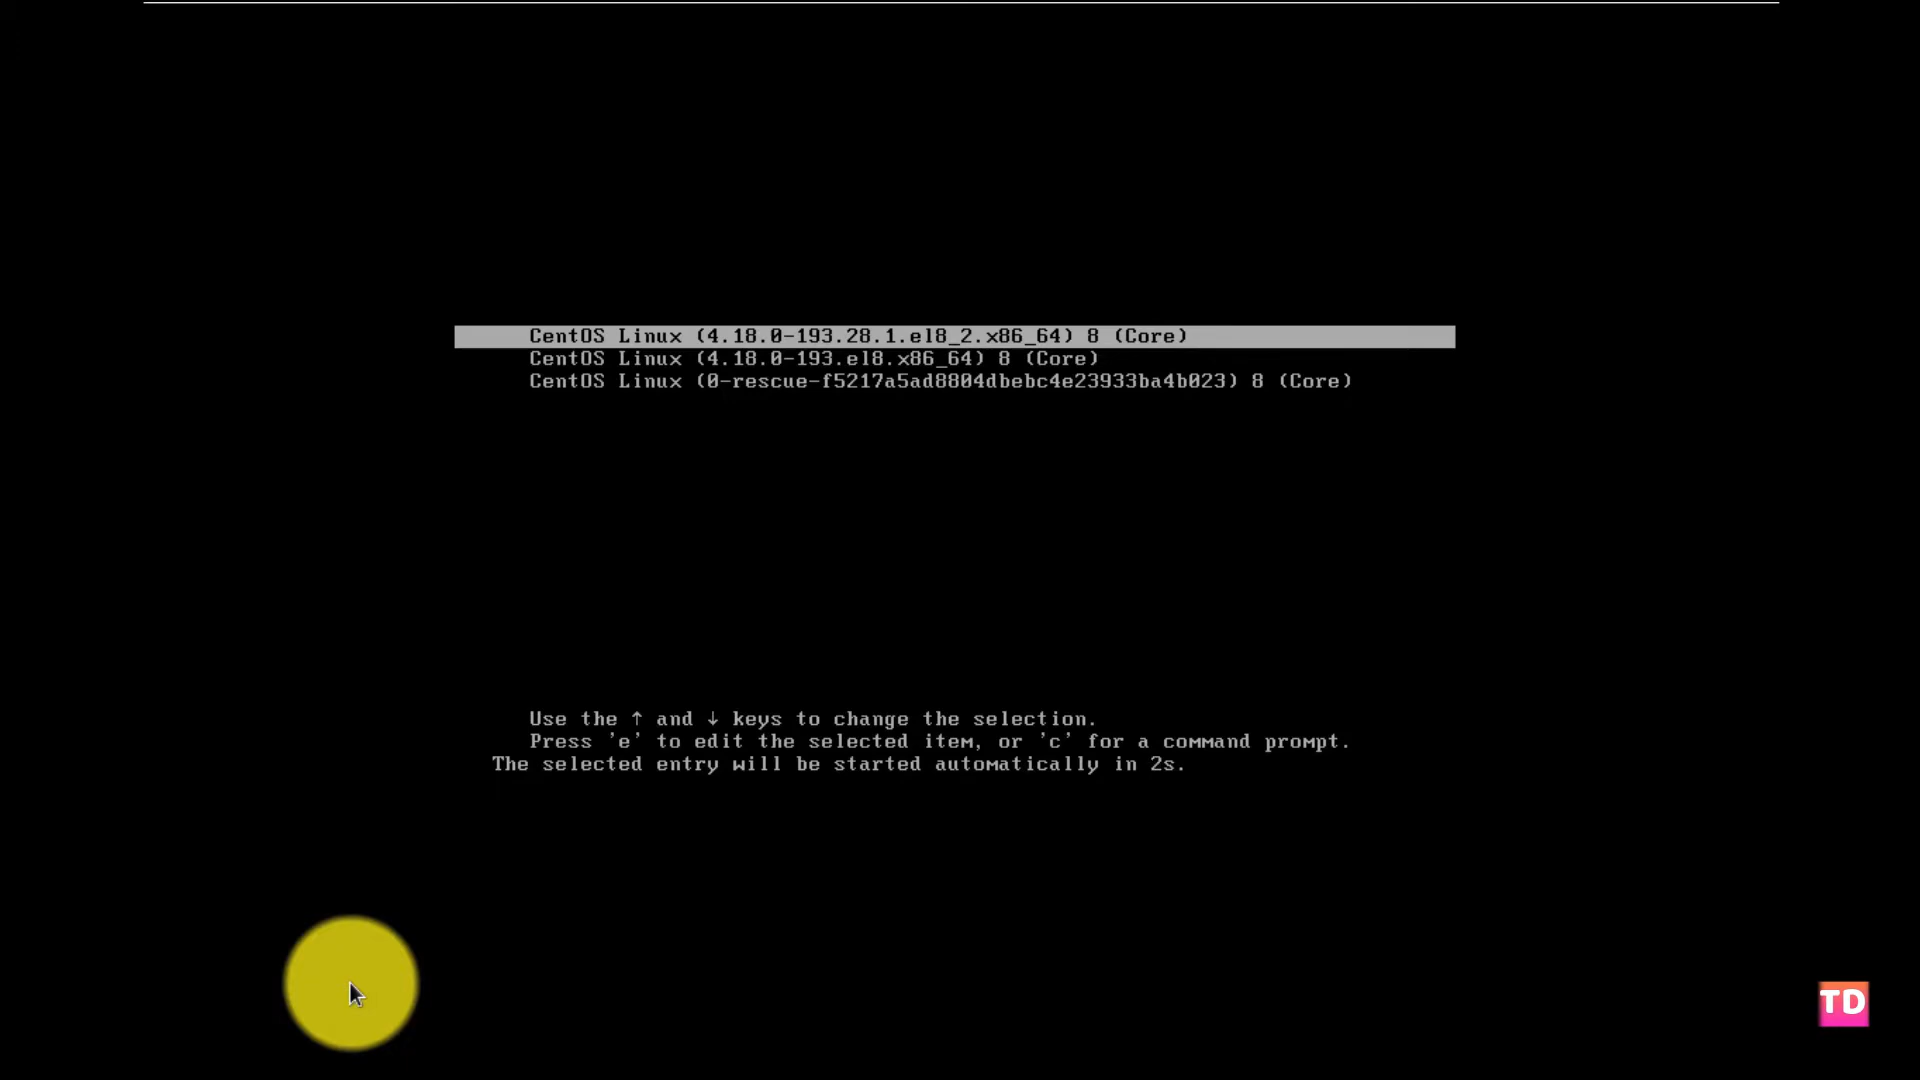 CentOS Linux (4.18.0-193.28.1.el8_2.x86_64) 8 (Core)
CentOS Linux (4.18.0-193.el8.x86_64) 8 (Core)
CentOS Linux (0-rescue-f5217a5ad8804dbebc4e23933ba4b023) 8 (Core)
Use the ↑ and ↓ keys to change the selection.
Press 'e' to edit the selected item, or 'c' for a command prompt.
The selected entry will be started automatically in 2s.
TD